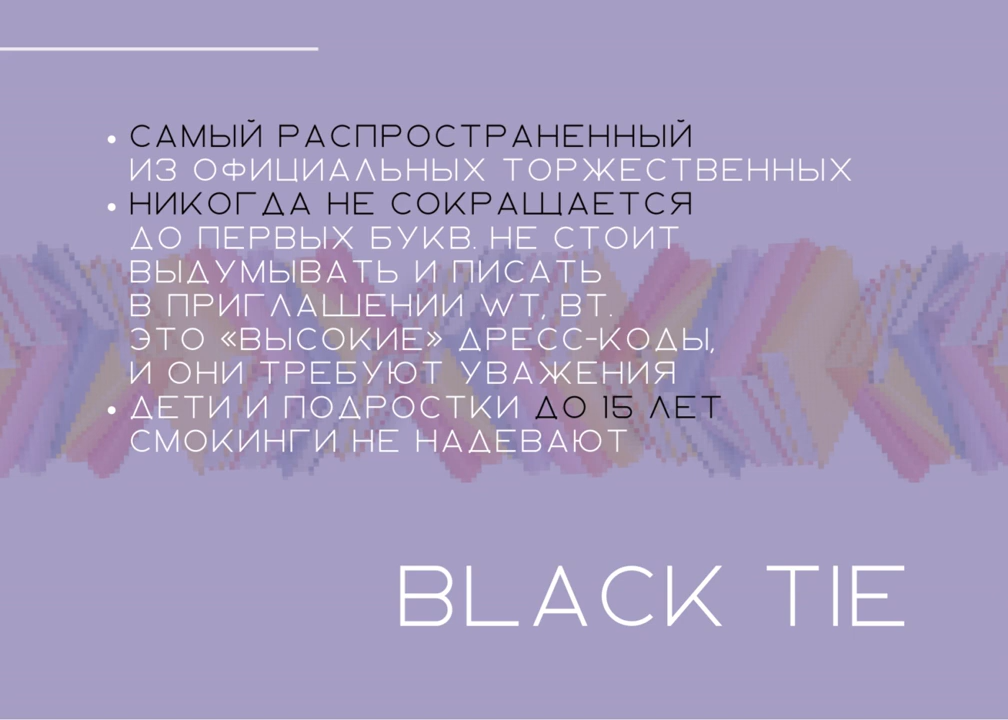 • САМЫЙ РАСПРОСТРАНЕННЫЙ
ИЗ ОФИЦИАЛЬНЫХ ТОРЖЕСТВЕННЫХ
• НИКОГДА НЕ СОКРАЩАЕТСЯ
ДО ПЕРВЫХ БУКВ. НЕ СТОИТ
ВЫДУМЫВАТЬ И ПИСАТЬ
В ПРИГЛАШЕНИИ WT, BT.
ЭТО «ВЫСОКИЕ» ДРЕСС-КОДЫ,
И ОНИ ТРЕБУЮТ УВАЖЕНИЯ
• ДЕТИ И ПОДРОСТКИ ДО 15 ЛЕТ
СМОКИНГИ НЕ НАДЕВАЮТ
BLACK TIE